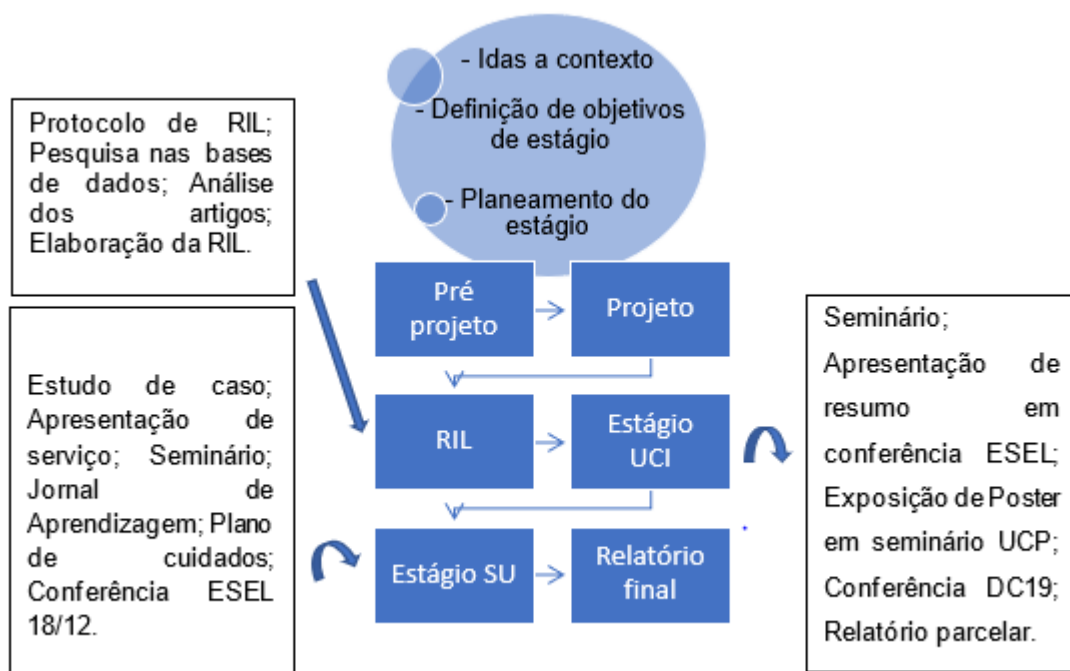 - Idas a contexto
- Definição de objetivos
de estágio
- Planeamento do
estágio
Protocolo de RIL;
Pesquisa nas bases
de dados; Análise
dos artigos;
Elaboração da RIL.
Pré
projeto
Projeto
RIL
Estágio
UCI
Estágio SU
Relatório
final
Estudo de caso;
Apresentação de
serviço; Seminário;
Jornal de
Aprendizagem; Plano
de cuidados;
Conferência ESEL
18/12.
Seminário;
Apresentação de
resumo em
conferência ESEL;
Exposição de Poster
em seminário UCP;
Conferência DC19;
Relatório parcelar.